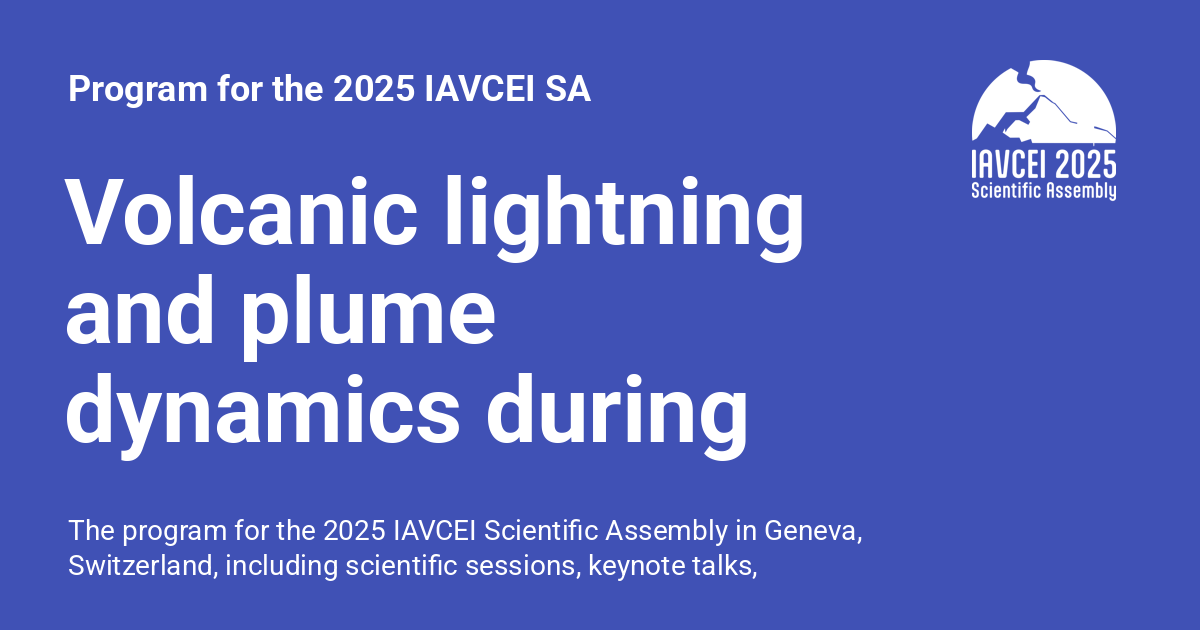 Program for the 2025 IAVCEI SA
IAVCEI 2025
Scientific Assembly
Volcanic lightning
and plume
dynamics during
The program for the 2025 IAVCEI Scientific Assembly in Geneva,
Switzerland, including scientific sessions, keynote talks,